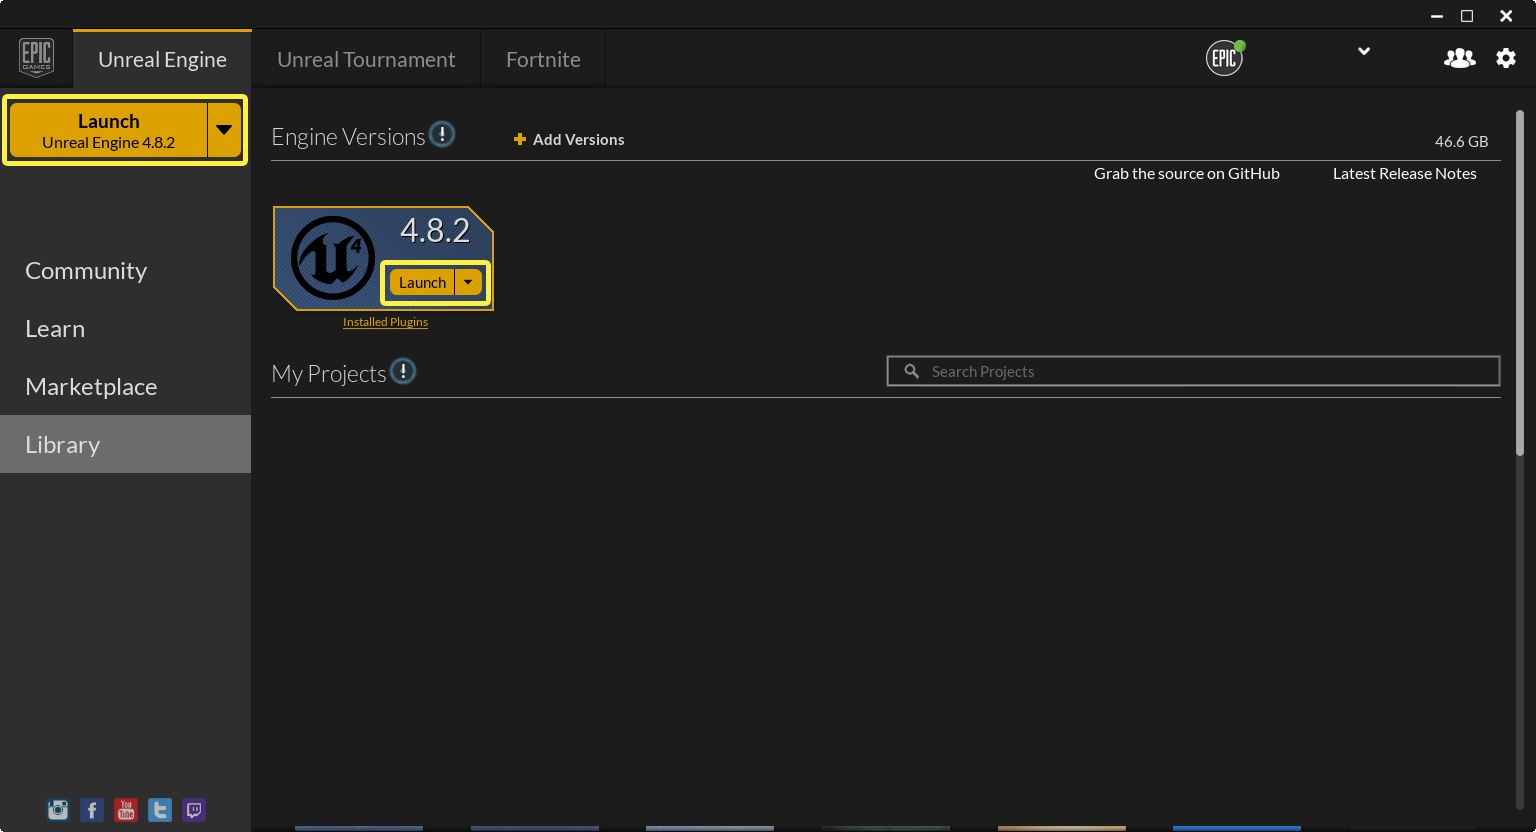 EPIC
GAMES
Unreal Engine
Unreal Tournament
Fortnite
EPIC
Launch
Unreal Engine 4.8.2
Engine Versions
Add Versions
46.6 GB
Grab the source on GitHub
Latest Release Notes
4.8.2
Launch
Installed Plugins
Community
Learn
Marketplace
Library
My Projects
Search Projects
You
Tube